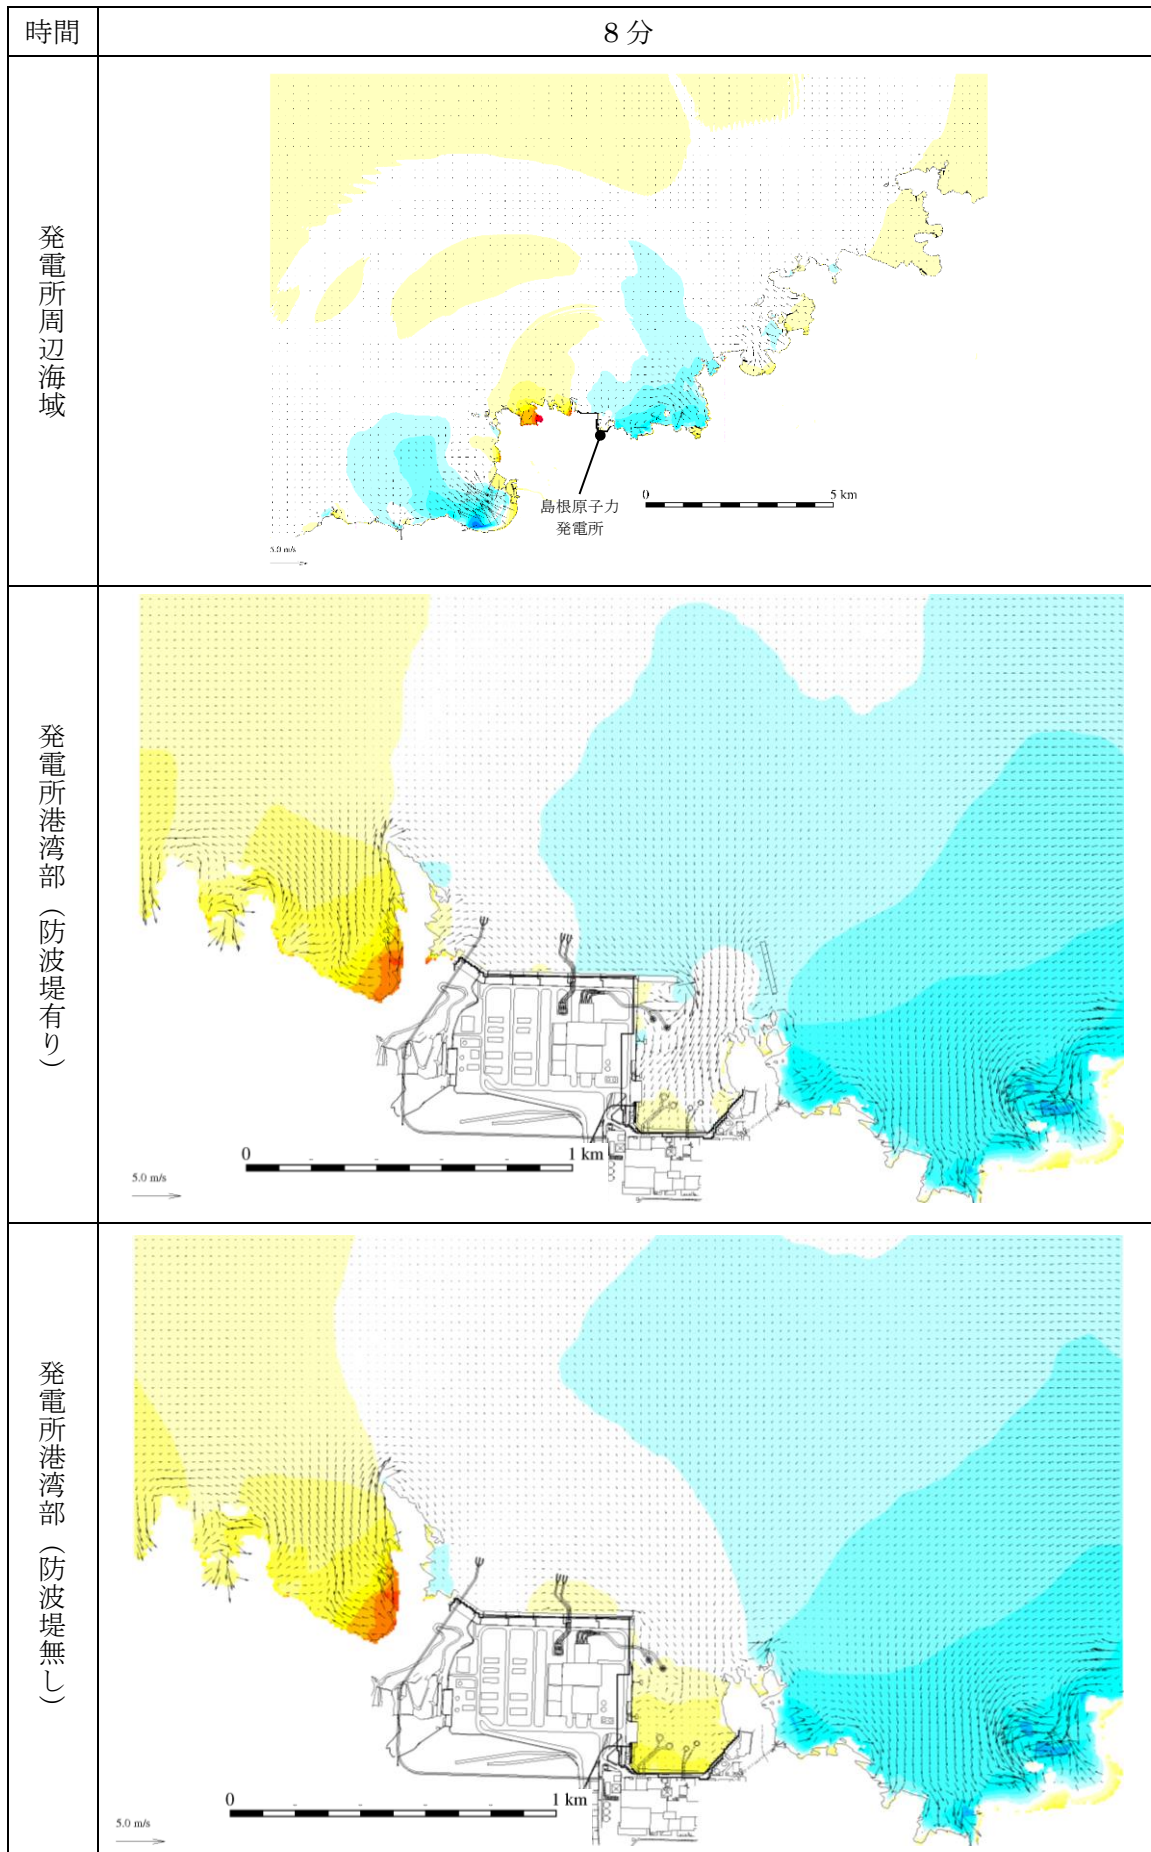 時間
8分
発電所周辺海域
島根原子力
発電所
0
5 km
5.0 m/s
発電所港湾部（防波堤有り）
0
1 km
5.0 m/s
発電所港湾部（防波堤無し）
0
1 km
5.0 m/s